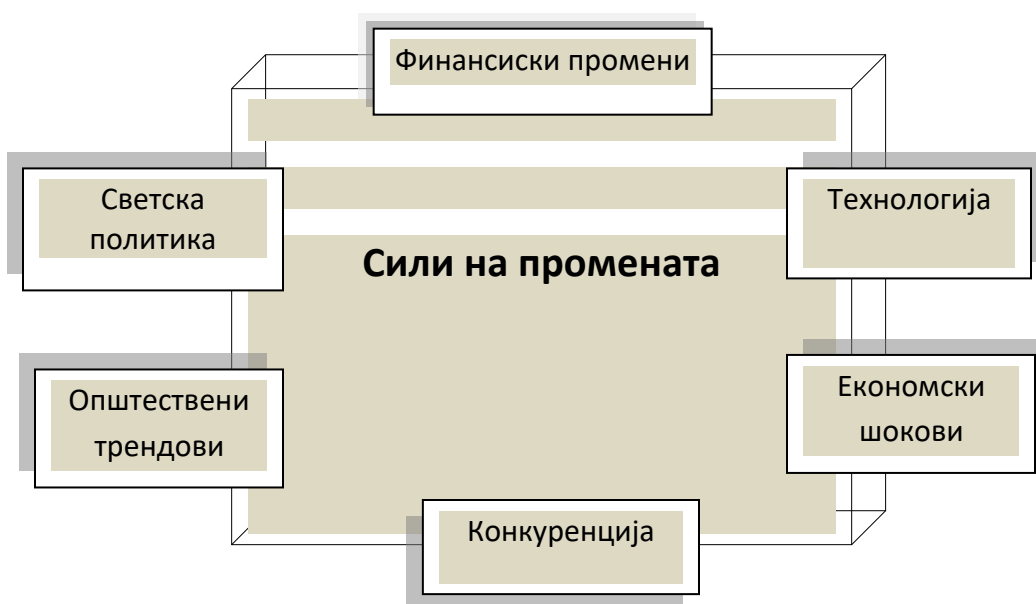 Финансиски промени
Светска
политика
Технологија
Сили на промената
Општествени
трендови
Економски
шокови
Конкуренција